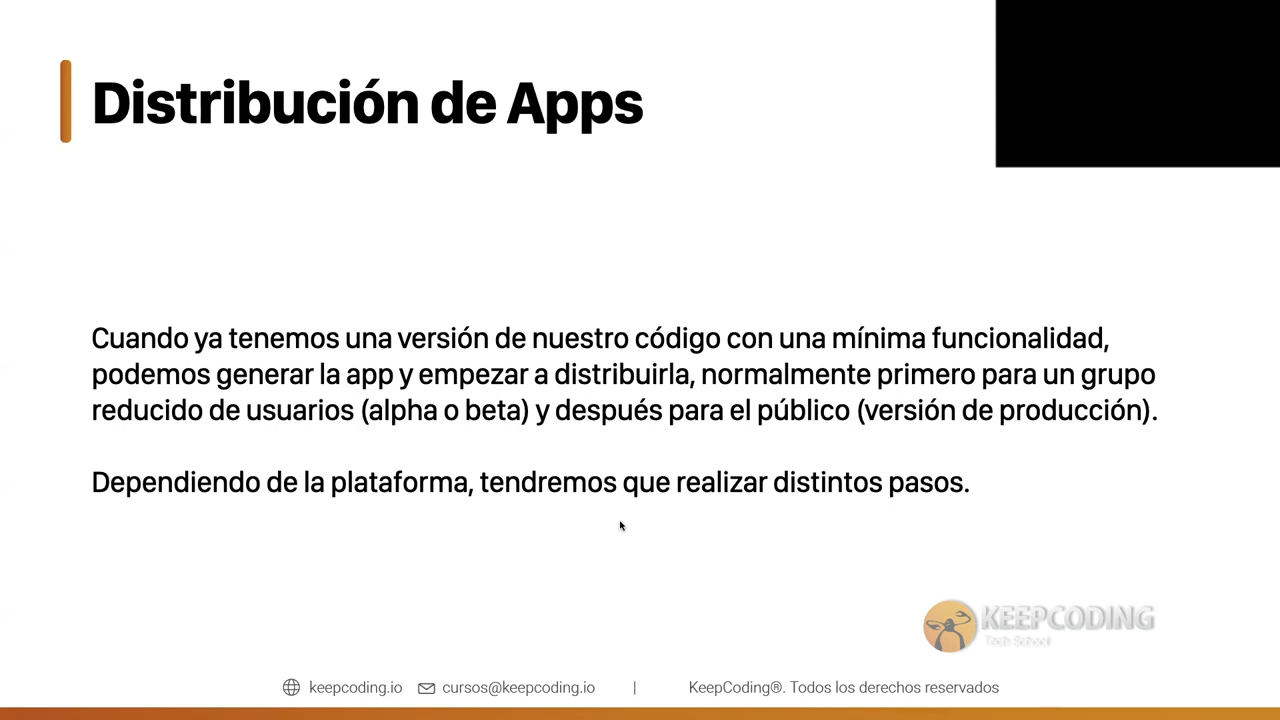 Distribución de Apps
Cuando ya tenemos una versión de nuestro código con una mínima funcionalidad,
podemos generar la app y empezar a distribuirla, normalmente primero para un grupo
reducido de usuarios (alpha o beta) y después para el público (versión de producción).
Dependiendo de la plataforma, tendremos que realizar distintos pasos.
KEEPCODING
Tech School
keepcoding.io cursos@keepcoding.io | KeepCoding®. Todos los derechos reservados